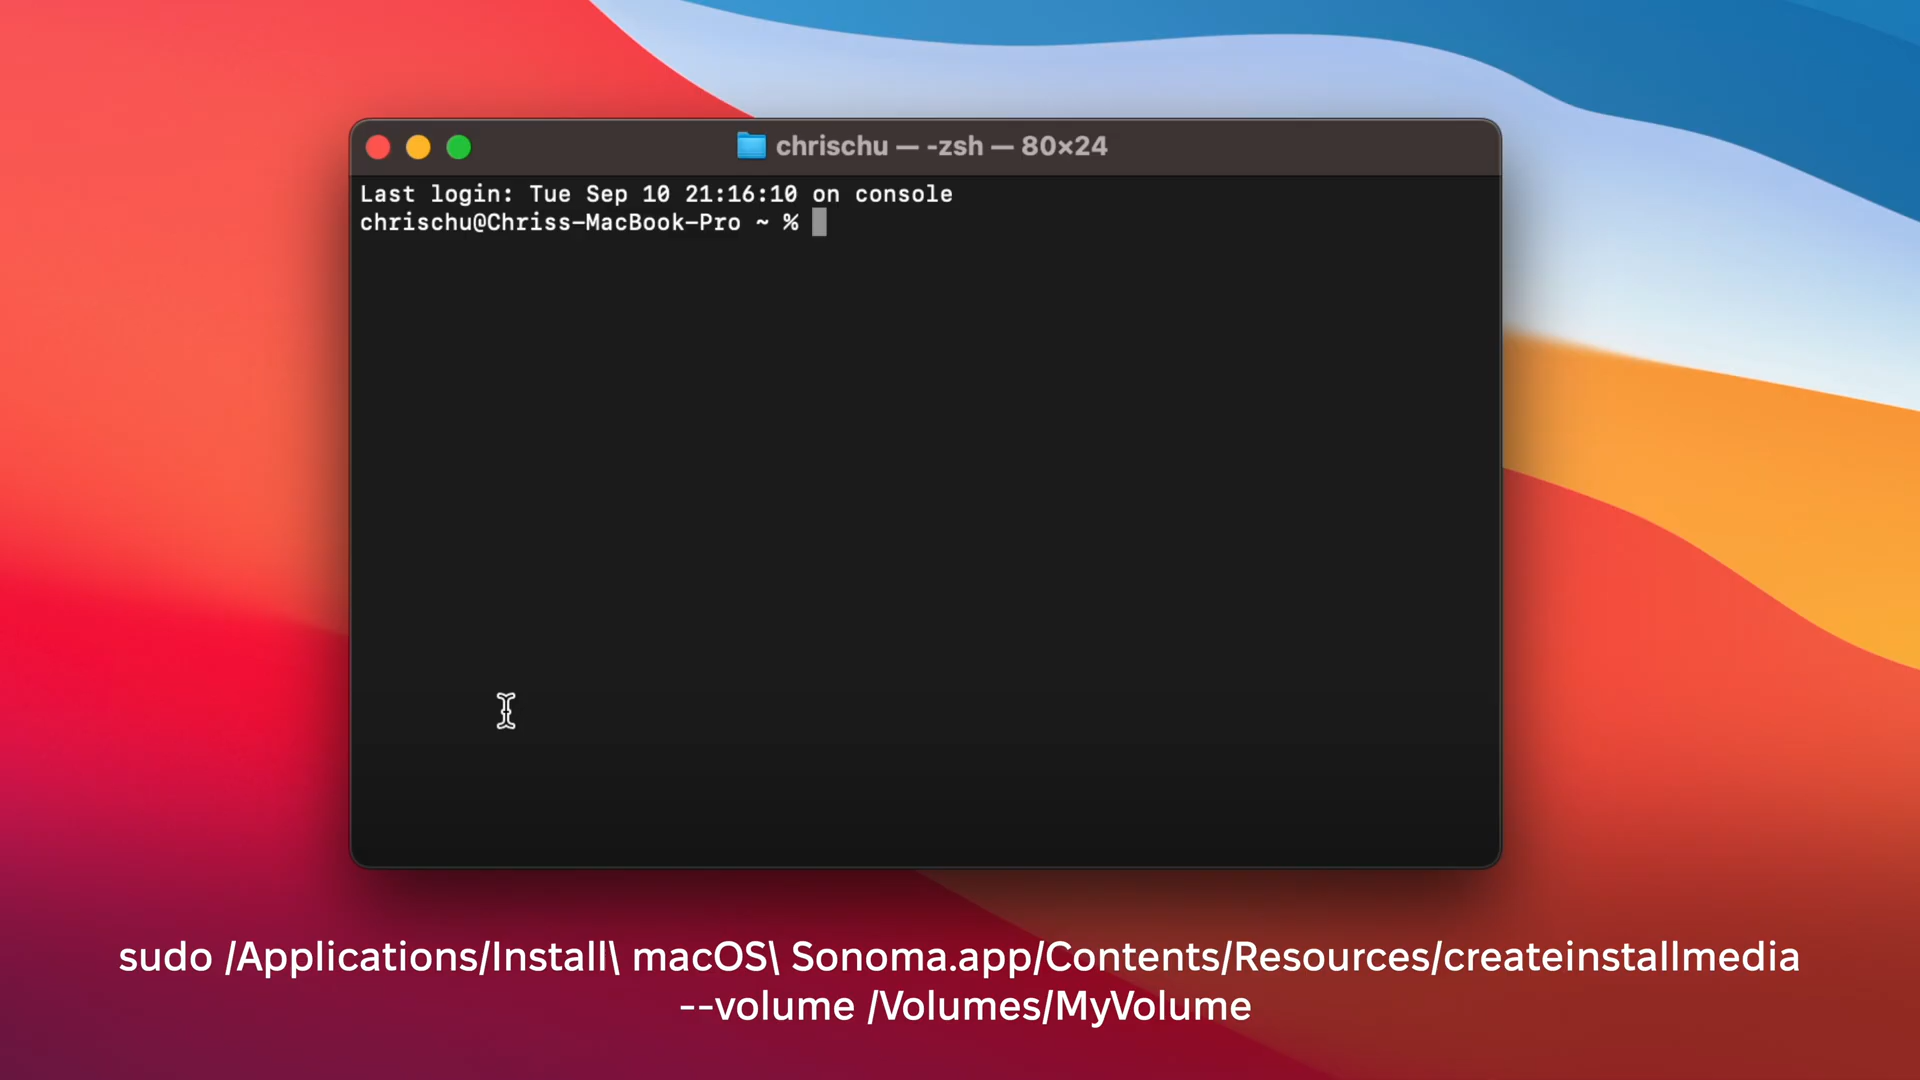 chrischu — -zsh — 80×24
Last login: Tue Sep 10 21:16:10 on console
chrischu@Chriss-MacBook-Pro ~ %
sudo /Applications/Install\ macOS\ Sonoma.app/Contents/Resources/createinstallmedia
--volume /Volumes/MyVolume